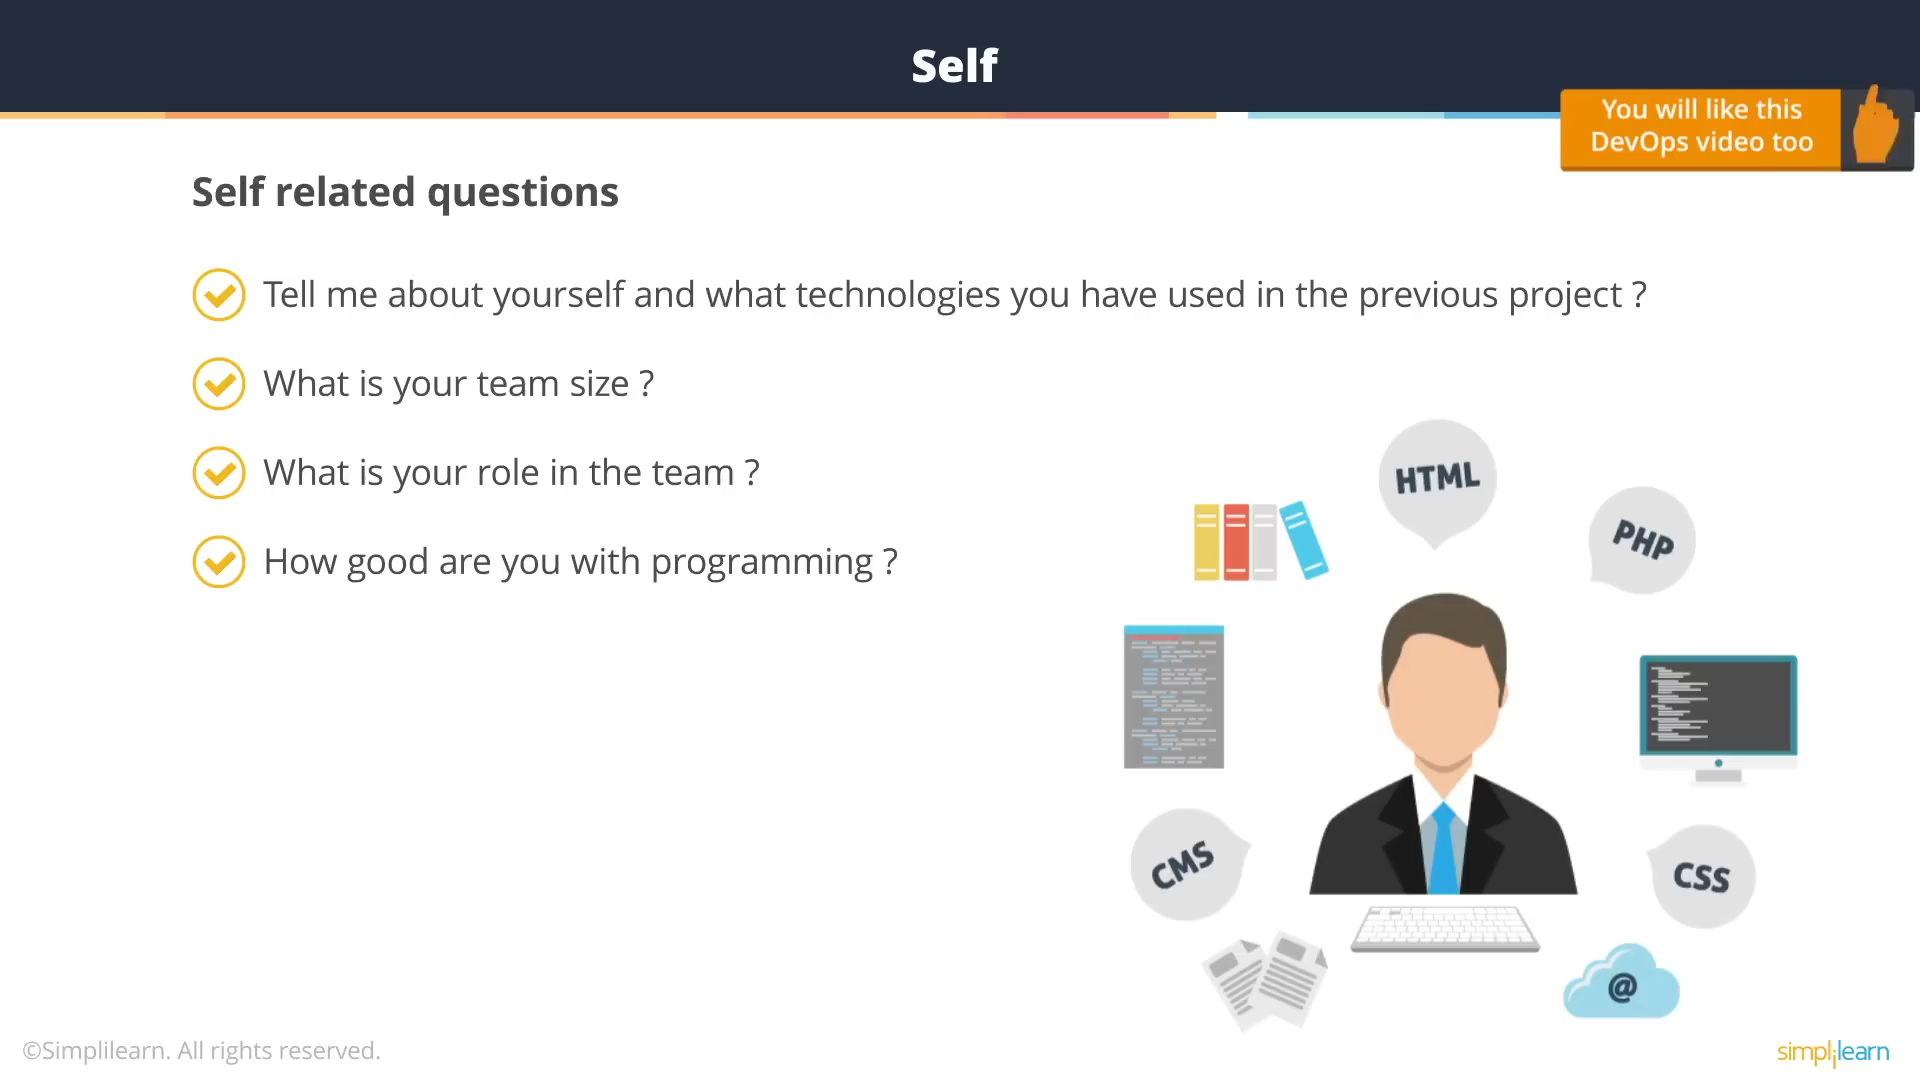 Self
You will like this
DevOps video too
Self related questions
Tell me about yourself and what technologies you have used in the previous project ?
What is your team size ?
What is your role in the team ?
How good are you with programming ?
HTML
PHP
CMS
CSS
@
©Simplilearn. All rights reserved.
simplilearn